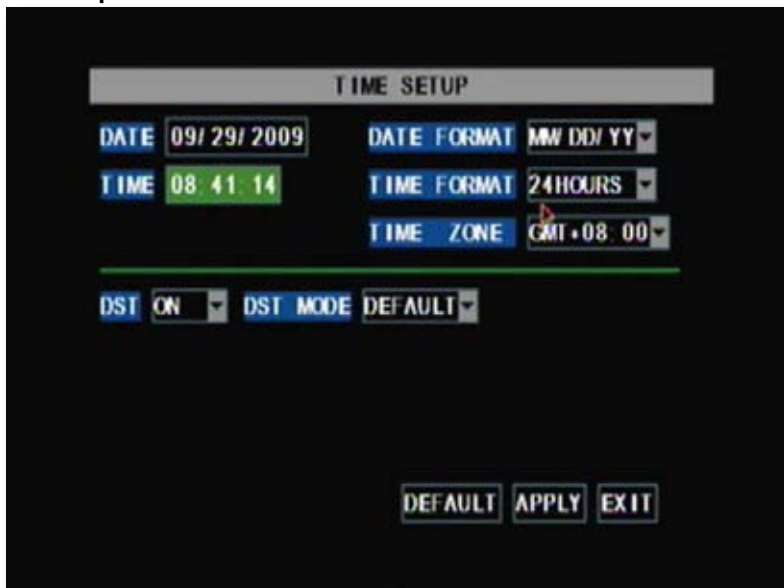 TIME SETUP
DATE 09/29/2009 DATE FORMAT MM/DD/YY
TIME 08:41:14 TIME FORMAT 24HOURS
TIME ZONE GMT+08:00
DST ON DST MODE DEFAULT
DEFAULT APPLY EXIT